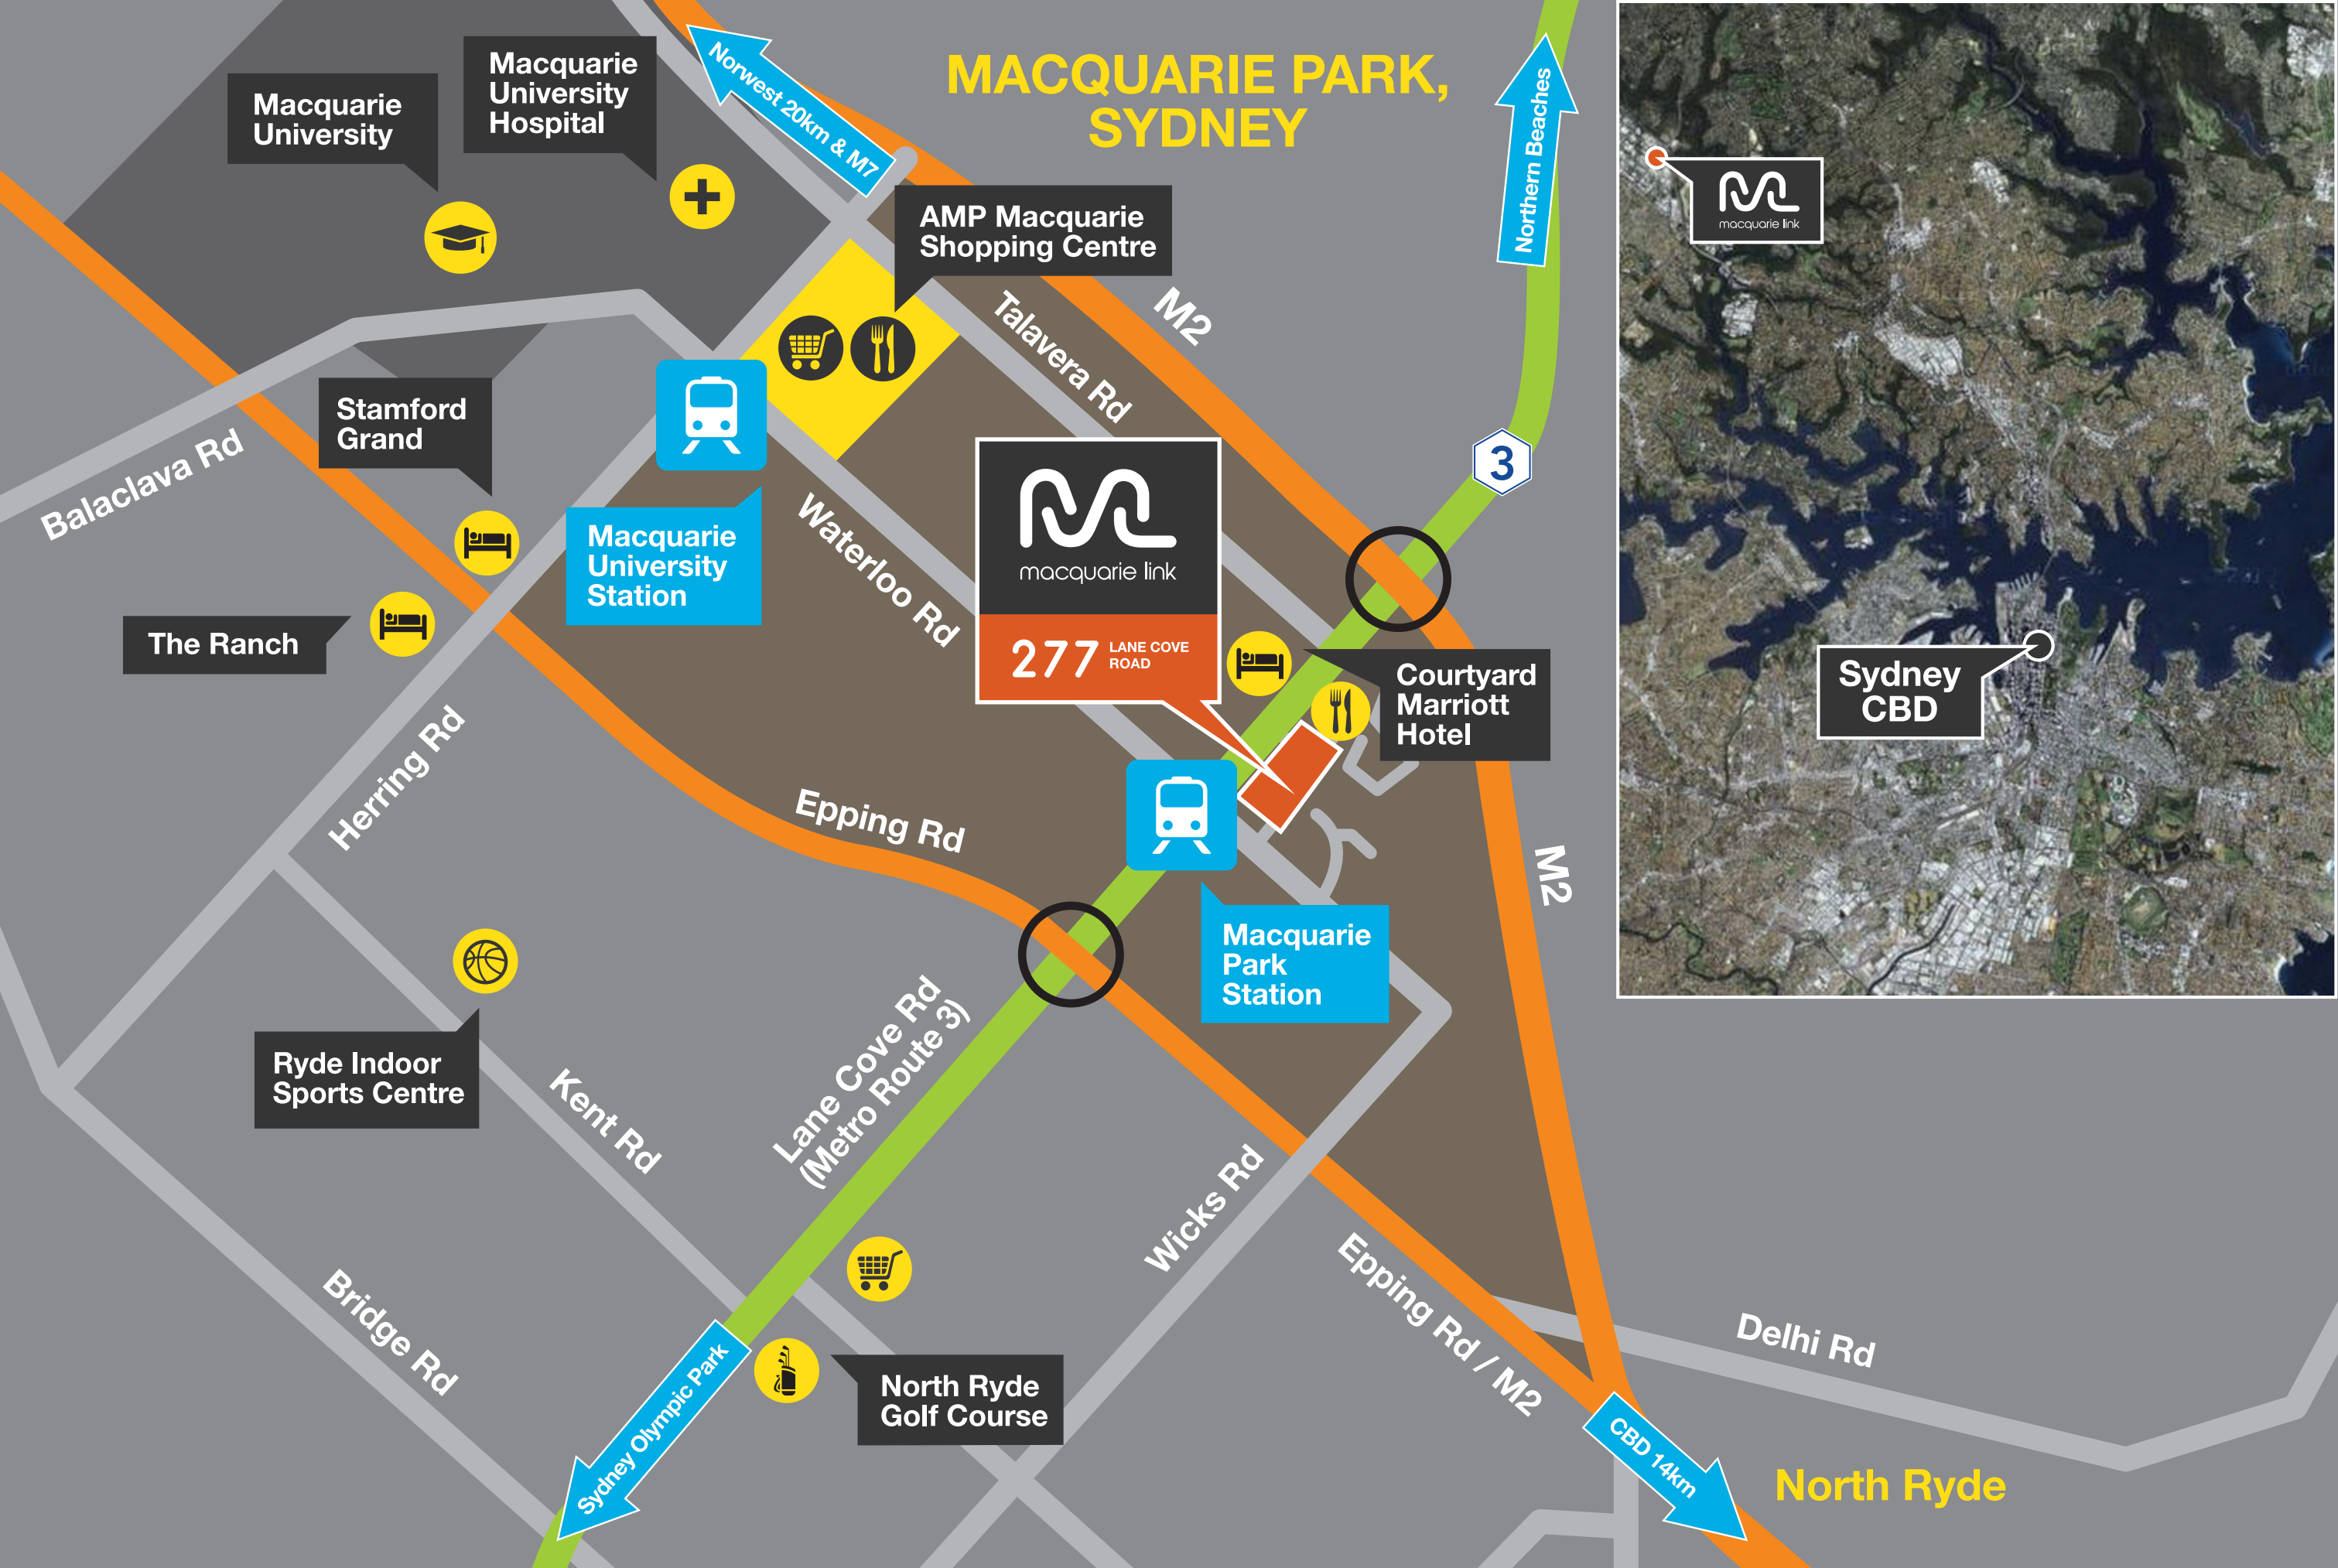 MACQUARIE PARK,
SYDNEY
Macquarie
University
Macquarie
University
Hospital
Norwest 20km & M7
AMP Macquarie
Shopping Centre
Northern Beaches
macquarie link
Talavera Rd
M2
Stamford
Grand
Balaclava Rd
3
Macquarie
University
Station
Waterloo Rd
macquarie link
277
LANE COVE
ROAD
The Ranch
Courtyard
Marriott
Hotel
Sydney
CBD
Herring Rd
Epping Rd
M2
Macquarie
Park
Station
Ryde Indoor
Sports Centre
Kent Rd
Lane Cove Rd
(Metro Route 3)
Wicks Rd
Bridge Rd
Epping Rd / M2
Delhi Rd
Sydney Olympic Park
North Ryde
Golf Course
CBD 14km
North Ryde